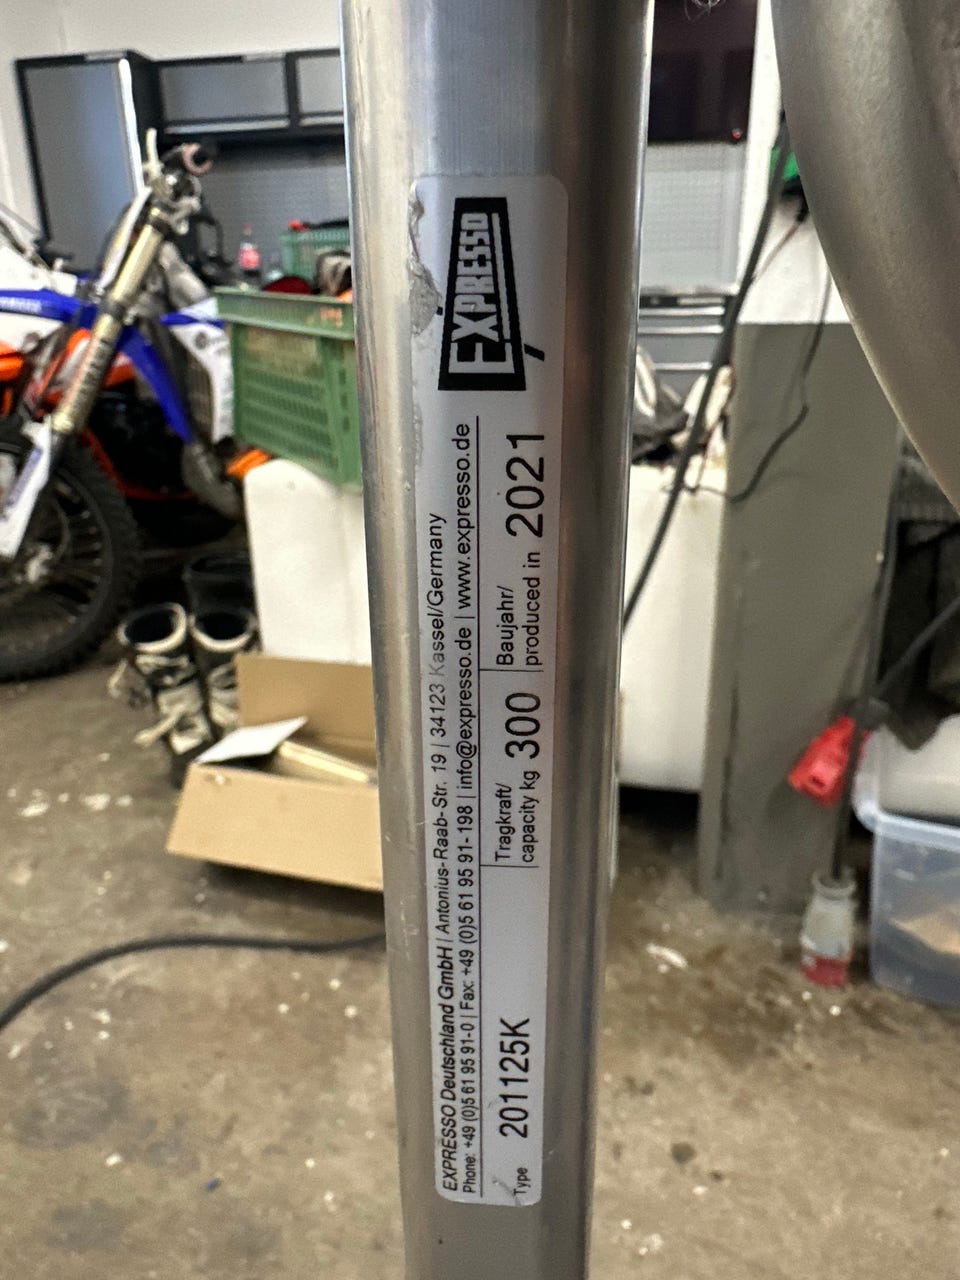 EXPRESSO
EXPRESSO Deutschland GmbH | Antonius-Raab-Str. 19 | 34123 Kassel/Germany
Phone: +49 (0)5 61 95 91-0 | Fax: +49 (0)5 61 95 91-198 | info@expresso.de | www.expresso.de
Type 201125K
Tragkraft/
capacity kg 300
Baujahr/
produced in 2021